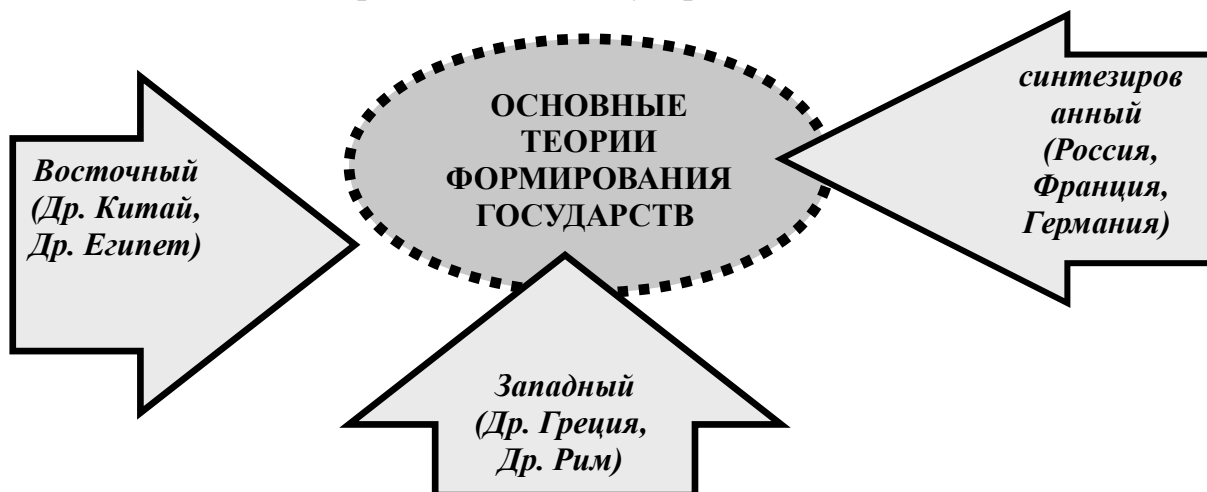 ОСНОВНЫЕ
ТЕОРИИ
ФОРМИРОВАНИЯ
ГОСУДАРСТВ
Восточный
(Др. Китай,
Др. Египет)
синтезиров
анный
(Россия,
Франция,
Германия)
Западный
(Др. Греция,
Др. Рим)